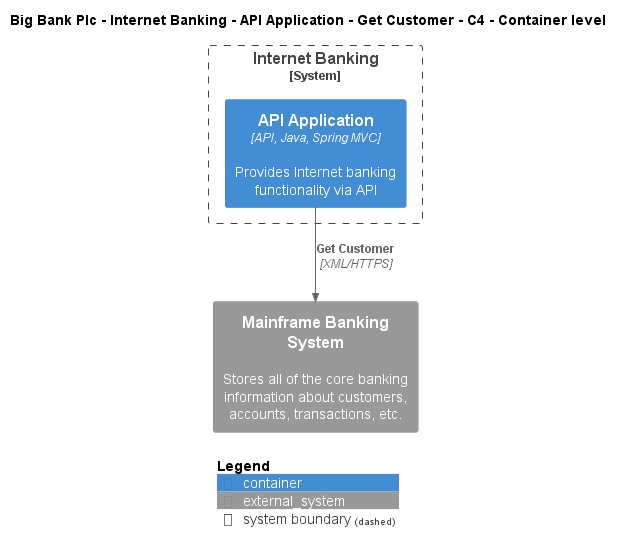 Big Bank Plc - Internet Banking - API Application - Get Customer - C4 - Container level
Internet Banking
[System]
API Application
[API, Java, Spring MVC]
Provides Internet banking
functionality via API
Get Customer
[XML/HTTPS]
Mainframe Banking
System
Stores all of the core banking
information about customers,
accounts, transactions, etc.
Legend
container
external_system
system boundary (dashed)